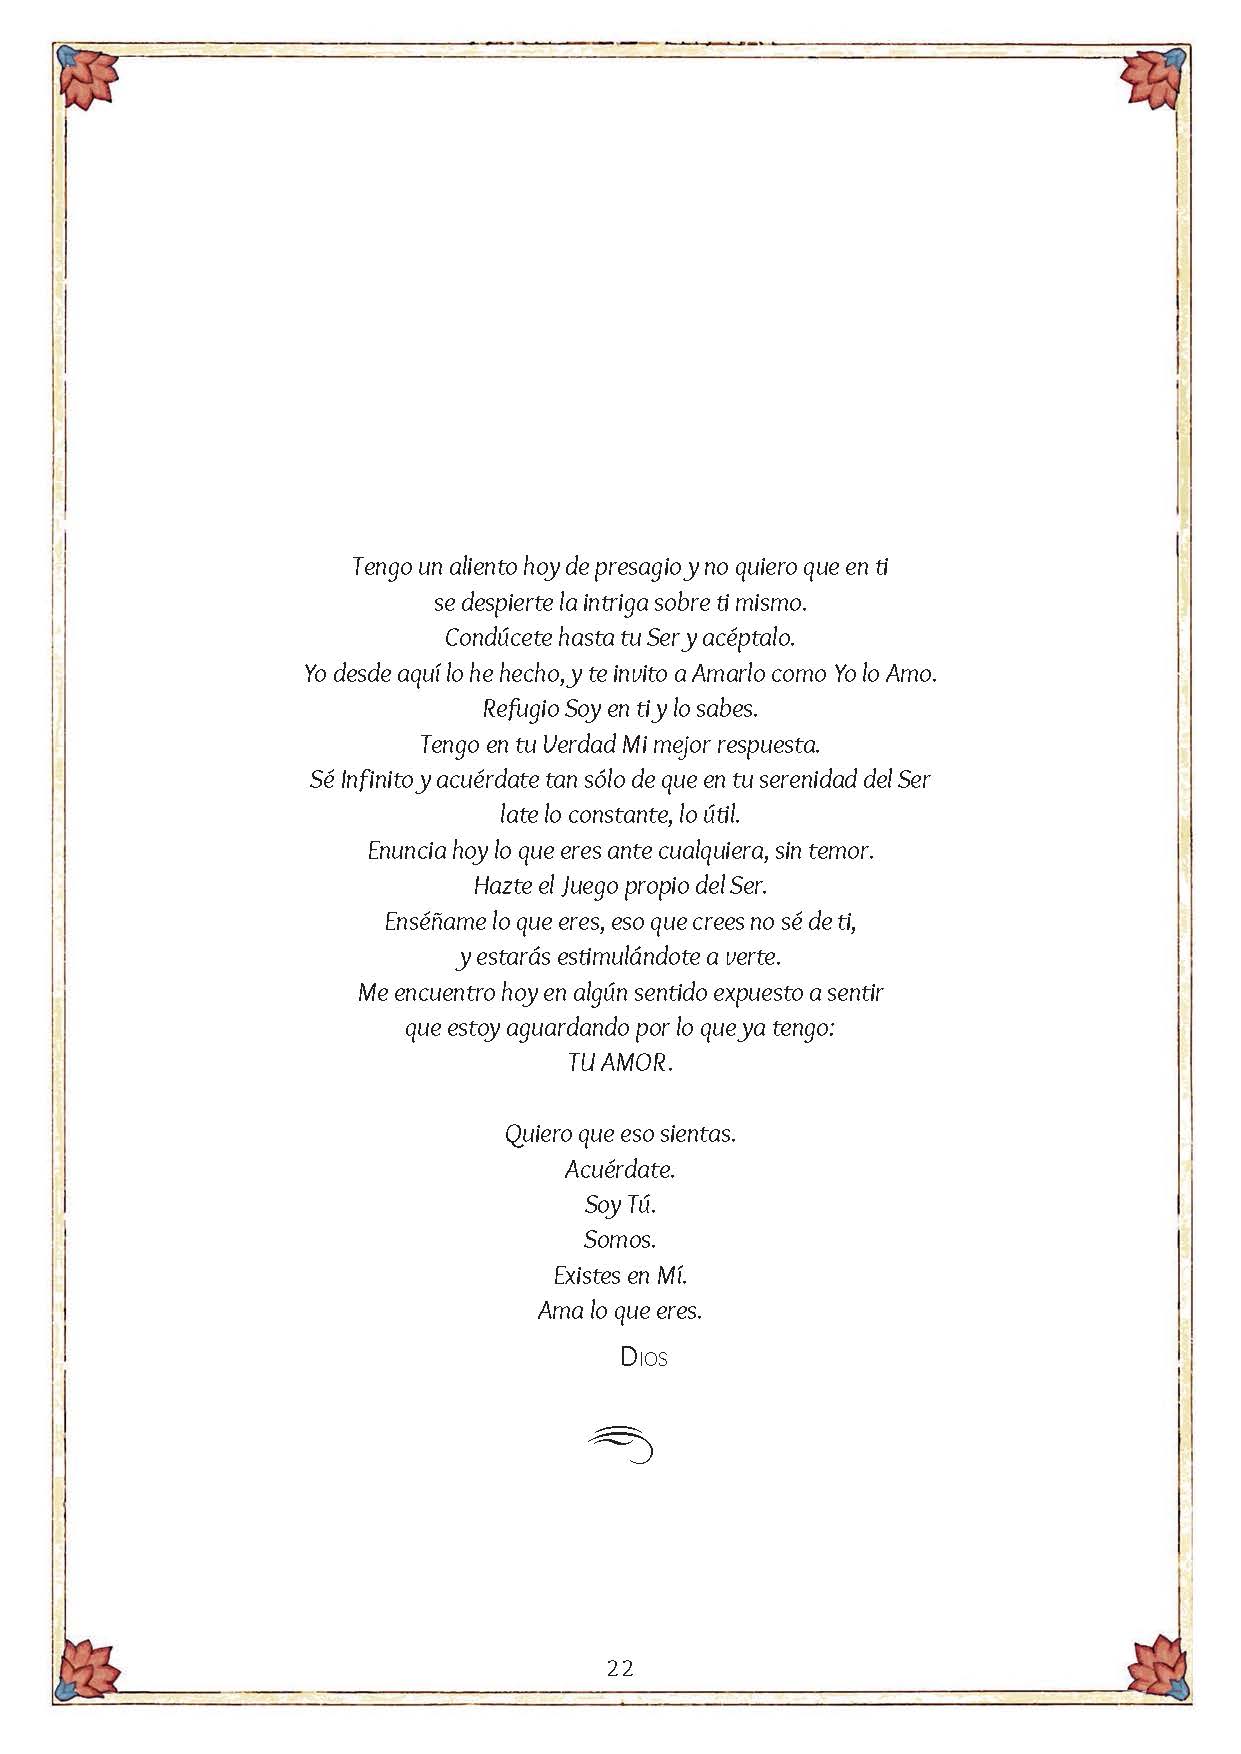 Tengo un aliento hoy de presagio y no quiero que en ti
se despierte la intriga sobre ti mismo.
Condúcete hasta tu Ser y acéptalo.
Yo desde aquí lo he hecho, y te invito a Amarlo como Yo lo Amo.
Refugio Soy en ti y lo sabes.
Tengo en tu Verdad Mi mejor respuesta.
Sé Infinito y acuérdate tan sólo de que en tu serenidad del Ser
late lo constante, lo útil.
Enuncia hoy lo que eres ante cualquiera, sin temor.
Hazte el Juego propio del Ser.
Enséñame lo que eres, eso que crees no sé de ti,
y estarás estimulándote a verte.
Me encuentro hoy en algún sentido expuesto a sentir
que estoy aguardando por lo que ya tengo:
TU AMOR.
Quiero que eso sientas.
Acuérdate.
Soy Tú.
Somos.
Existes en Mí.
Ama lo que eres.
Dios
22